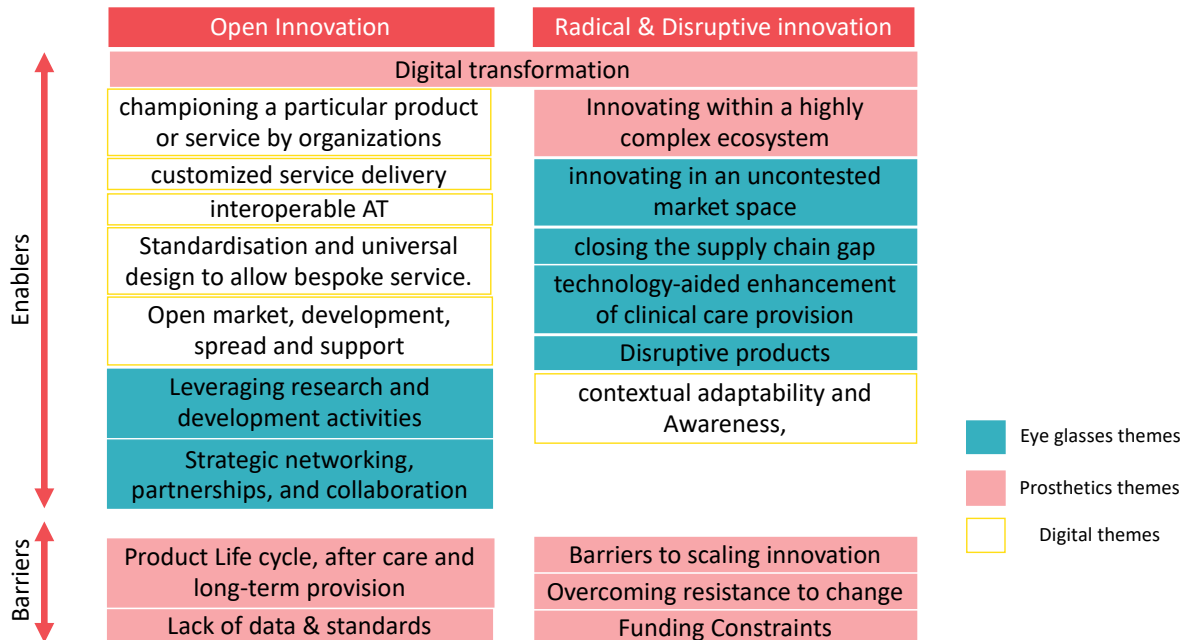 Open Innovation
Radical & Disruptive innovation
Digital transformation
Enablers
championing a particular product
or service by organizations
customized service delivery
interoperable AT
Standardisation and universal
design to allow bespoke service.
Open market, development,
spread and support
Leveraging research and
development activities
Strategic networking,
partnerships, and collaboration
Innovating within a highly
complex ecosystem
innovating in an uncontested
market space
closing the supply chain gap
technology-aided enhancement
of clinical care provision
Disruptive products
contextual adaptability and
Awareness,
Barriers
Product Life cycle, after care and
long-term provision
Lack of data & standards
Barriers to scaling innovation
Overcoming resistance to change
Funding Constraints
Eye glasses themes
Prosthetics themes
Digital themes